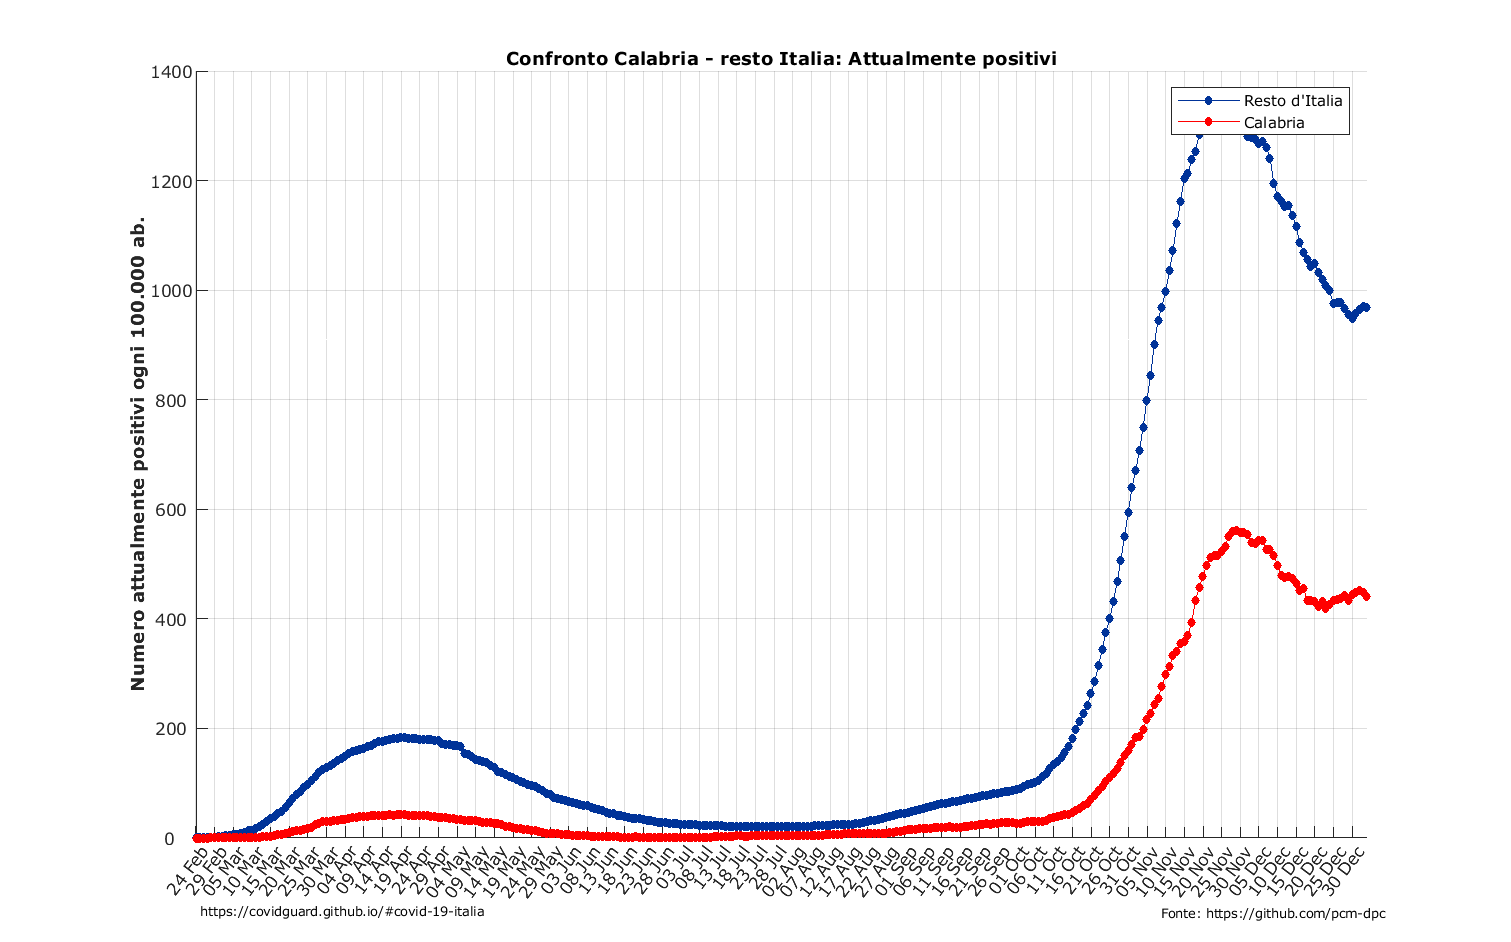 Confronto Calabria - resto Italia: Attualmente positivi
Resto d'Italia
Calabria
Numero attualmente positivi ogni 100.000 ab.
1400
1200
1000
800
600
400
200
0
24 Feb
29 Feb
05 Mar
10 Mar
15 Mar
20 Mar
25 Mar
30 Mar
04 Apr
09 Apr
14 Apr
19 Apr
24 Apr
29 Apr
04 May
09 May
14 May
19 May
24 May
29 May
03 Jun
08 Jun
13 Jun
18 Jun
23 Jun
28 Jun
03 Jul
08 Jul
13 Jul
18 Jul
23 Jul
28 Jul
02 Aug
07 Aug
12 Aug
17 Aug
22 Aug
27 Aug
01 Sep
06 Sep
11 Sep
16 Sep
21 Sep
26 Sep
01 Oct
06 Oct
11 Oct
16 Oct
21 Oct
26 Oct
31 Oct
05 Nov
10 Nov
15 Nov
20 Nov
25 Nov
30 Nov
05 Dec
10 Dec
15 Dec
20 Dec
25 Dec
30 Dec
https://covidguard.github.io/#covid-19-italia
Fonte: https://github.com/pcm-dpc